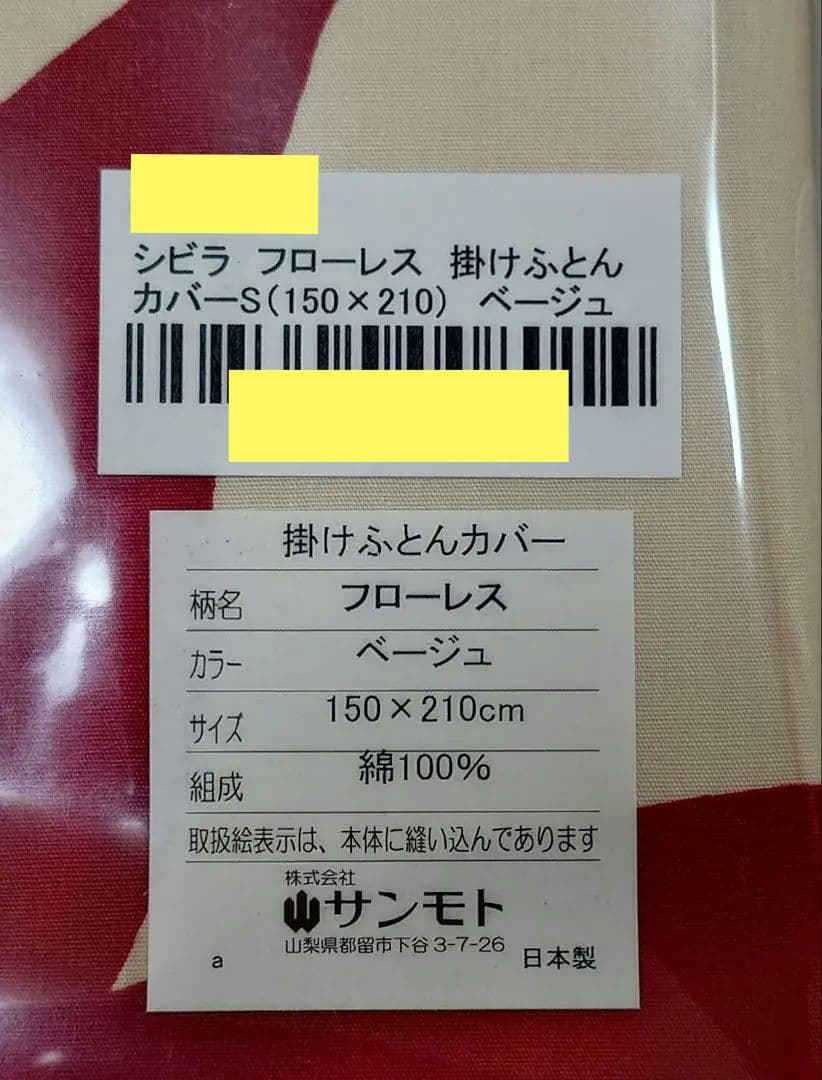 シビラ フローレス 掛けふとん
カバーS(150×210) ベージュ
掛けふとんカバー
柄名 フローレス
カラー ベージュ
サイズ 150×210cm
組成 綿100%
取扱絵表示は、本体に縫い込んであります
株式会社
サンモト
山梨県都留市下谷3-7-26
a 日本製